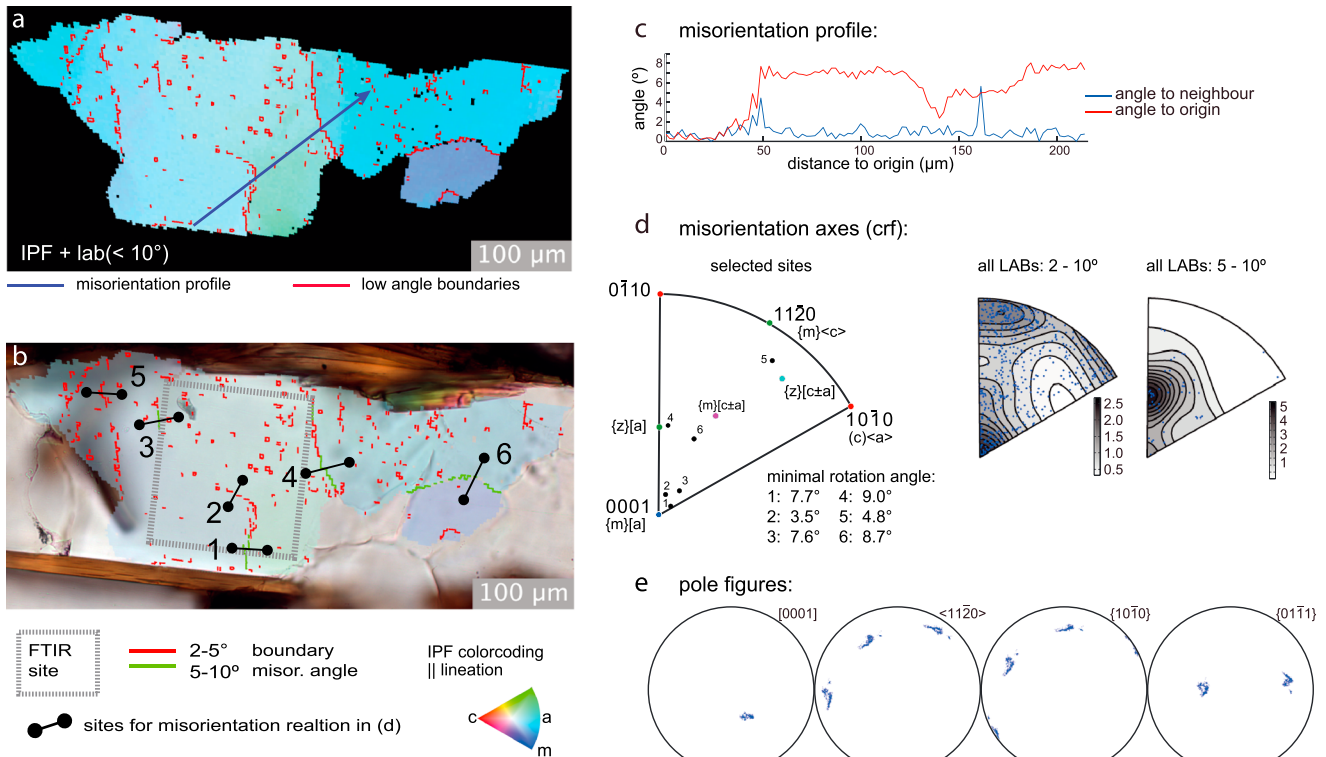 a
IPF + lab(< 10°)
100 µm
misorientation profile
low angle boundaries
b
5
3
4
6
2
1
100 µm
FTIR
site
2-5° boundary
5-10º misor. angle
sites for misorientation realtion in (d)
IPF colorcoding
|| lineation
c
a
m
c misorientation profile:
angle (º)
8
6
4
2
0
0 50 100 150 200
distance to origin (µm)
angle to neighbour
angle to origin
d misorientation axes (crf):
selected sites
01̅10
112̅0
{m}<c>
5
{z}[c±a]
{m}[c±a]
101̅0
(c)<a>
{z}[a]
4
6
2
3
1
0001
{m}[a]
minimal rotation angle:
1: 7.7° 4: 9.0°
2: 3.5° 5: 4.8°
3: 7.6° 6: 8.7°
all LABs: 2 - 10º
2.5
2.0
1.5
1.0
0.5
all LABs: 5 - 10º
5
4
3
2
1
e pole figures:
[0001]
<112̅0>
{101̅0}
{011̅1}